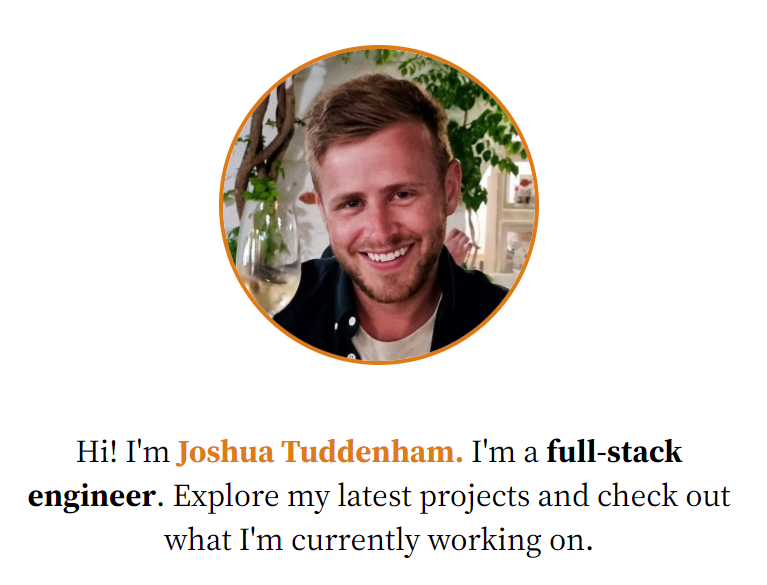 Hi! I'm Joshua Tuddenham. I'm a full-stack
engineer. Explore my latest projects and check out
what I'm currently working on.